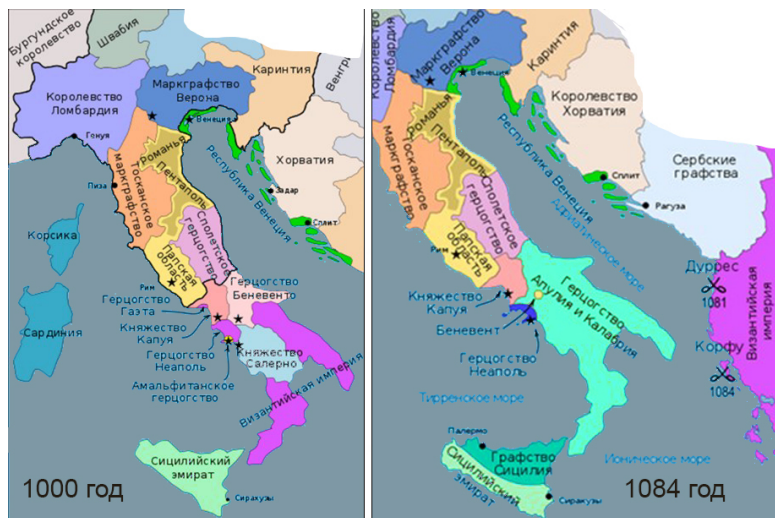 Бургундское
королевство
Швабия
Каринтия
Венгр
Королевство
Ломбардия
Маркграфство
Верона
Генуя
Венеция
Романья
Пентаполь
Хорватия
Пиза
Тосканское
маркграфство
Республика Венеция
Задар
Сплит
Корсика
Сполетское
герцогство
Папская
область
Рим
Герцогство
Беневенто
Герцогство
Гаэта
Княжество
Капуя
Герцогство
Неаполь
Амальфитанское
герцогство
Княжество
Салерно
Сардиния
Византийская империя
Сицилийский
эмират
Сиракузы
1000 год
Королевство
Ломбардия
Маркграфство
Верона
Каринтия
Венеция
Королевство
Хорватия
Романья
Пентаполь
Тосканское
маркграфство
Республика Венеция
Сербские
графства
Сплит
Рагуза
Сполетское
герцогство
Адриатическое море
Папская
область
Рим
Герцогство
Апулия и Калабрия
Дуррес
1081
Княжество
Капуя
Беневент
Герцогство
Неаполь
Византийская
империя
Корфу
1084
Тирренское море
Палермо
Графство
Сицилия
Ионическое море
Сицилийский
эмират
Сиракузы
1084 год